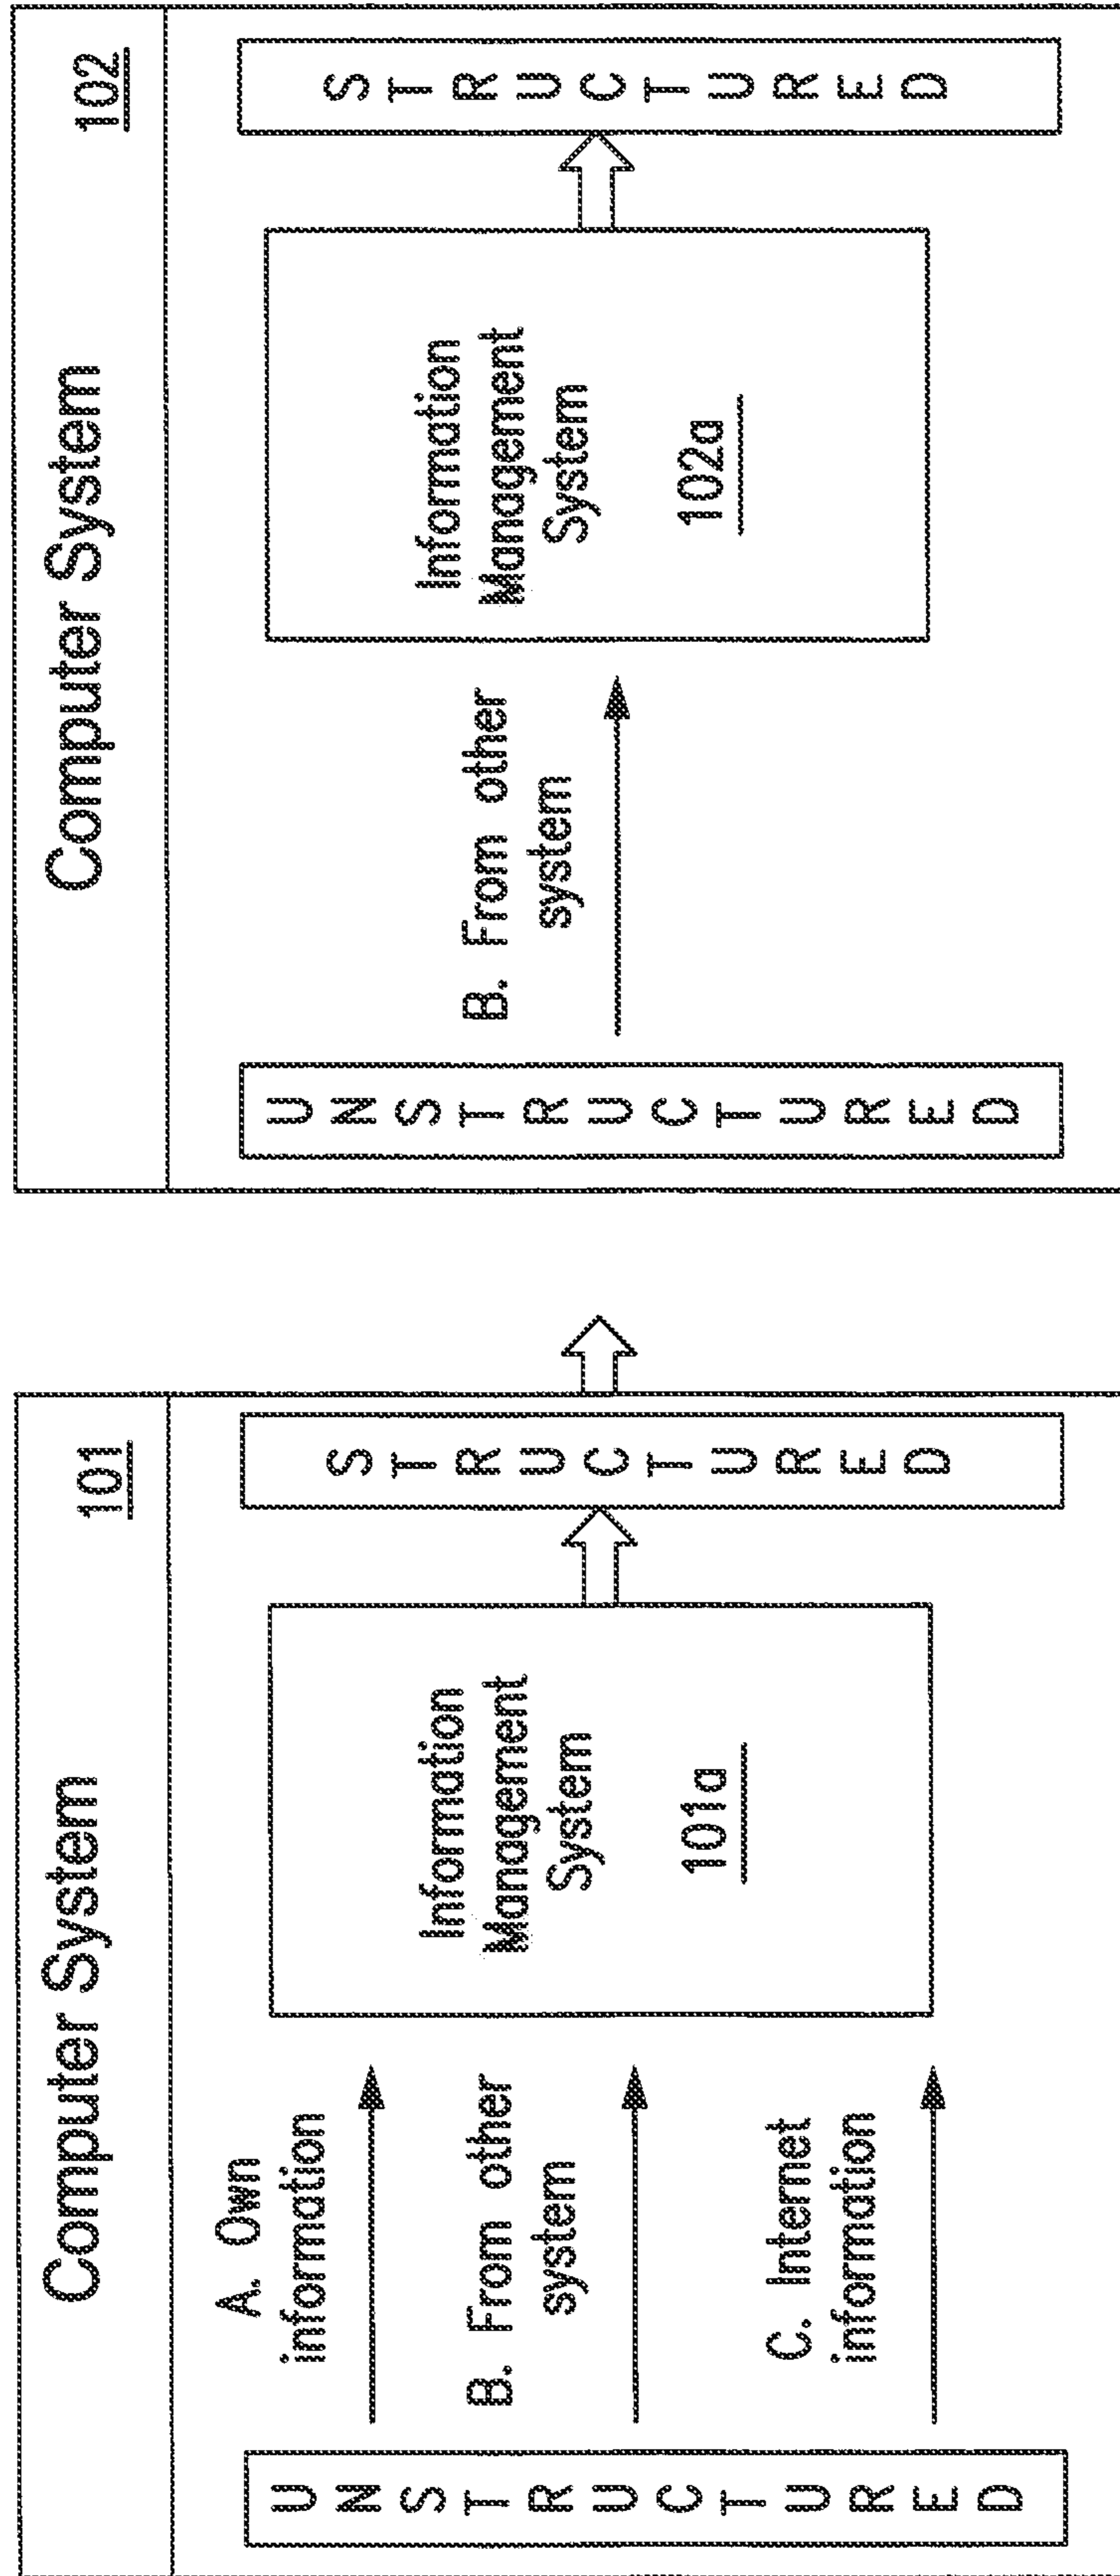 Computer System
101
UNSTRUCTURED
A. Own
information
B. From other
system
C. Internet
information
Information
Management
System
101a
STRUCTURED
Computer System
102
UNSTRUCTURED
B. From other
system
Information
Management
System
102a
STRUCTURED